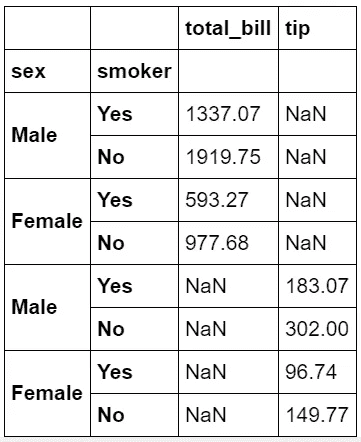 total_bill tip
sex smoker
Male Yes 1337.07 NaN
No 1919.75 NaN
Female Yes 593.27 NaN
No 977.68 NaN
Male Yes NaN 183.07
No NaN 302.00
Female Yes NaN 96.74
No NaN 149.77